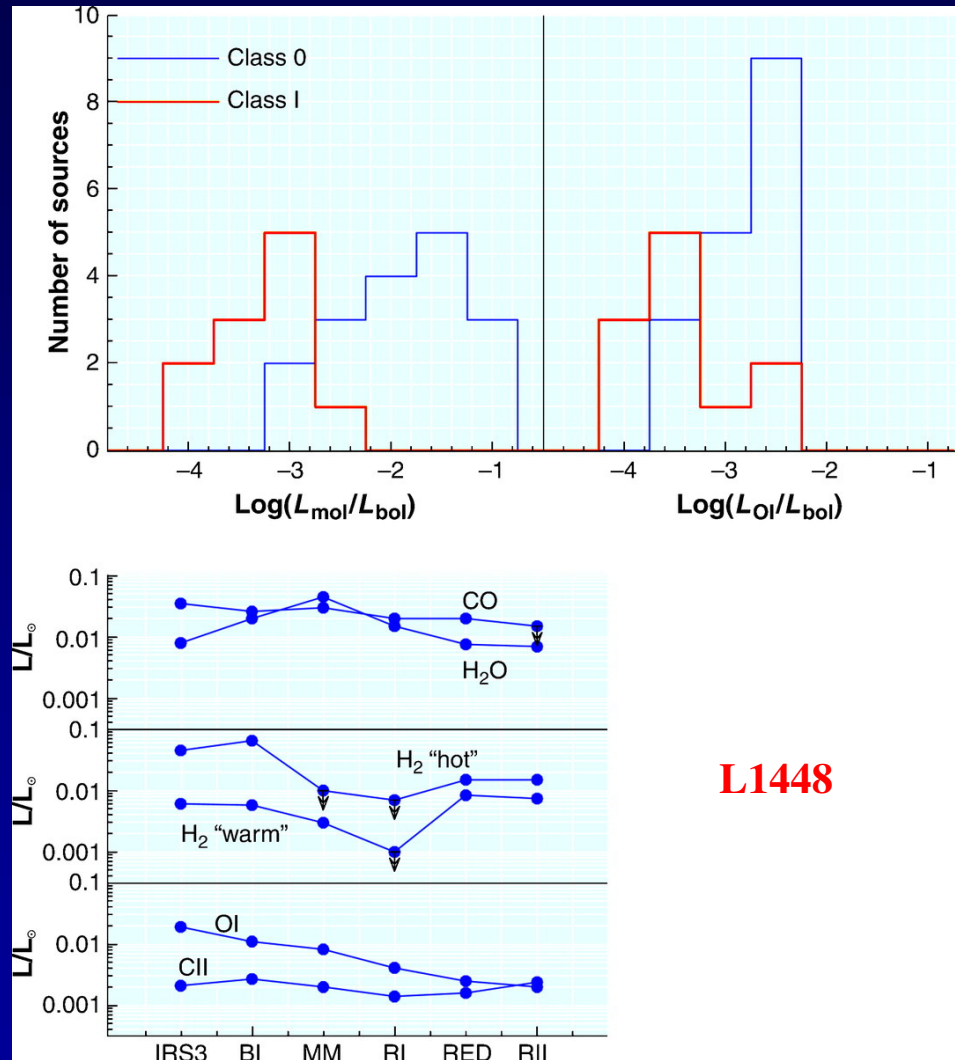 10
8
6
4
2
0
Number of sources
Class 0
Class I
−4 −3 −2 −1
−4 −3 −2 −1
Log(Lmol/Lbol)
Log(LOI/Lbol)
0.1
0.01
0.001
L/L☉
CO
H2O
0.1
0.01
0.001
L/L☉
H2 “hot”
H2 “warm”
0.1
0.01
0.001
L/L☉
OI
CII
IRS3 BI MM RI RED RII
L1448